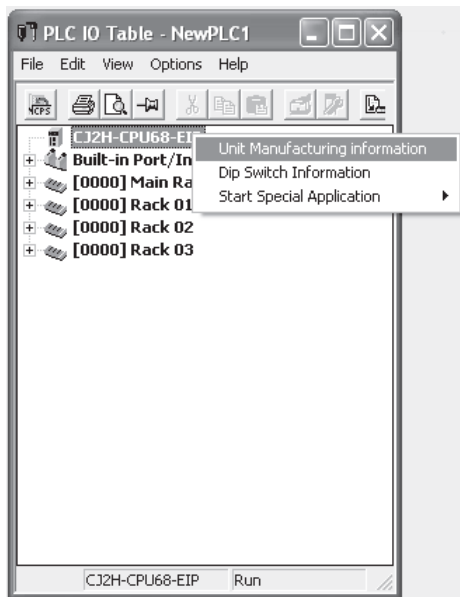 PLC IO Table - NewPLC1
File Edit View Options Help
NCPS
CJ2H-CPU68-EI
Unit Manufacturing information
Built-in Port/In
Dip Switch Information
[0000] Main Ra
Start Special Application
[0000] Rack 01
[0000] Rack 02
[0000] Rack 03
CJ2H-CPU68-EIP Run